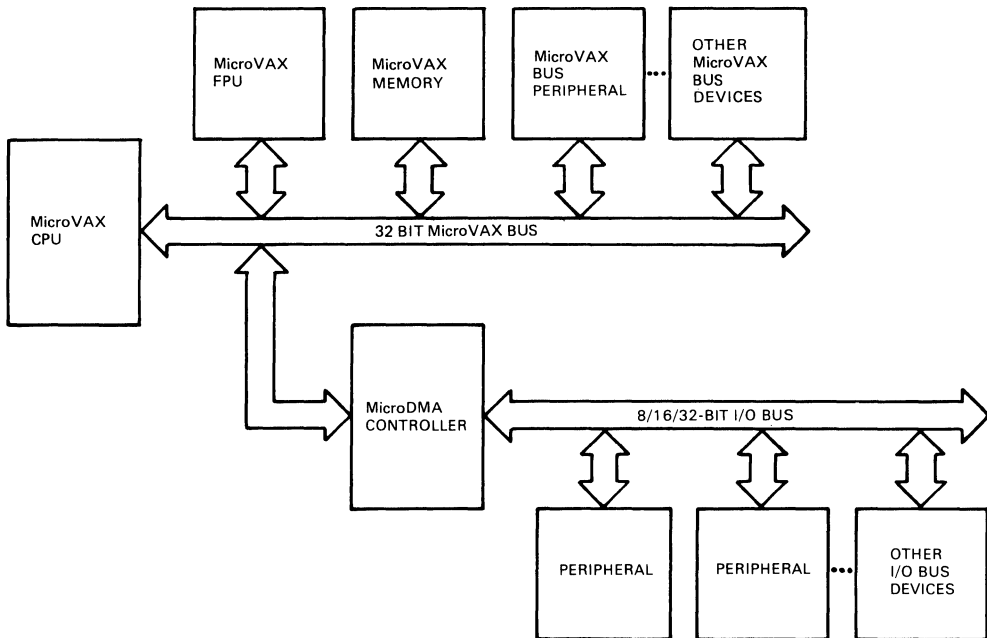 MicroVAX
FPU
MicroVAX
MEMORY
MicroVAX
BUS
PERIPHERAL
OTHER
MicroVAX
BUS
DEVICES
MicroVAX
CPU
32 BIT MicroVAX BUS
MicroDMA
CONTROLLER
8/16/32-BIT I/O BUS
PERIPHERAL
PERIPHERAL
OTHER
I/O BUS
DEVICES